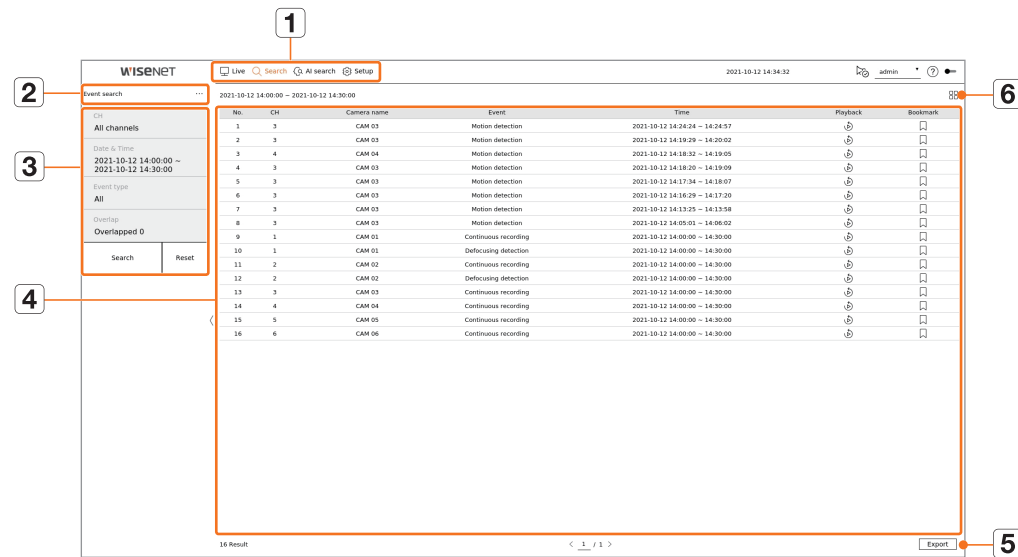 1
WISENET Live Search AI search Setup 2021-10-12 14:34:32 admin ?
2 Event search ... 2021-10-12 14:00:00 ~ 2021-10-12 14:30:00 6
3
CH
All channels
Date & Time
2021-10-12 14:00:00 ~
2021-10-12 14:30:00
Event type
All
Overlap
Overlapped 0
Search Reset
4
No. CH Camera name Event Time Playback Bookmark
1 3 CAM 03 Motion detection 2021-10-12 14:24:24 ~ 14:24:57
2 3 CAM 03 Motion detection 2021-10-12 14:19:29 ~ 14:20:02
3 4 CAM 04 Motion detection 2021-10-12 14:18:32 ~ 14:19:05
4 3 CAM 03 Motion detection 2021-10-12 14:18:20 ~ 14:19:09
5 3 CAM 03 Motion detection 2021-10-12 14:17:34 ~ 14:18:07
6 3 CAM 03 Motion detection 2021-10-12 14:16:29 ~ 14:17:20
7 3 CAM 03 Motion detection 2021-10-12 14:13:25 ~ 14:13:58
8 3 CAM 03 Motion detection 2021-10-12 14:05:01 ~ 14:06:02
9 1 CAM 01 Continuous recording 2021-10-12 14:00:00 ~ 14:30:00
10 1 CAM 01 Defocusing detection 2021-10-12 14:00:00 ~ 14:30:00
11 2 CAM 02 Continuous recording 2021-10-12 14:00:00 ~ 14:30:00
12 2 CAM 02 Defocusing detection 2021-10-12 14:00:00 ~ 14:30:00
13 3 CAM 03 Continuous recording 2021-10-12 14:00:00 ~ 14:30:00
14 4 CAM 04 Continuous recording 2021-10-12 14:00:00 ~ 14:30:00
15 5 CAM 05 Continuous recording 2021-10-12 14:00:00 ~ 14:30:00
16 6 CAM 06 Continuous recording 2021-10-12 14:00:00 ~ 14:30:00
16 Result < 1 / 1 > Export 5